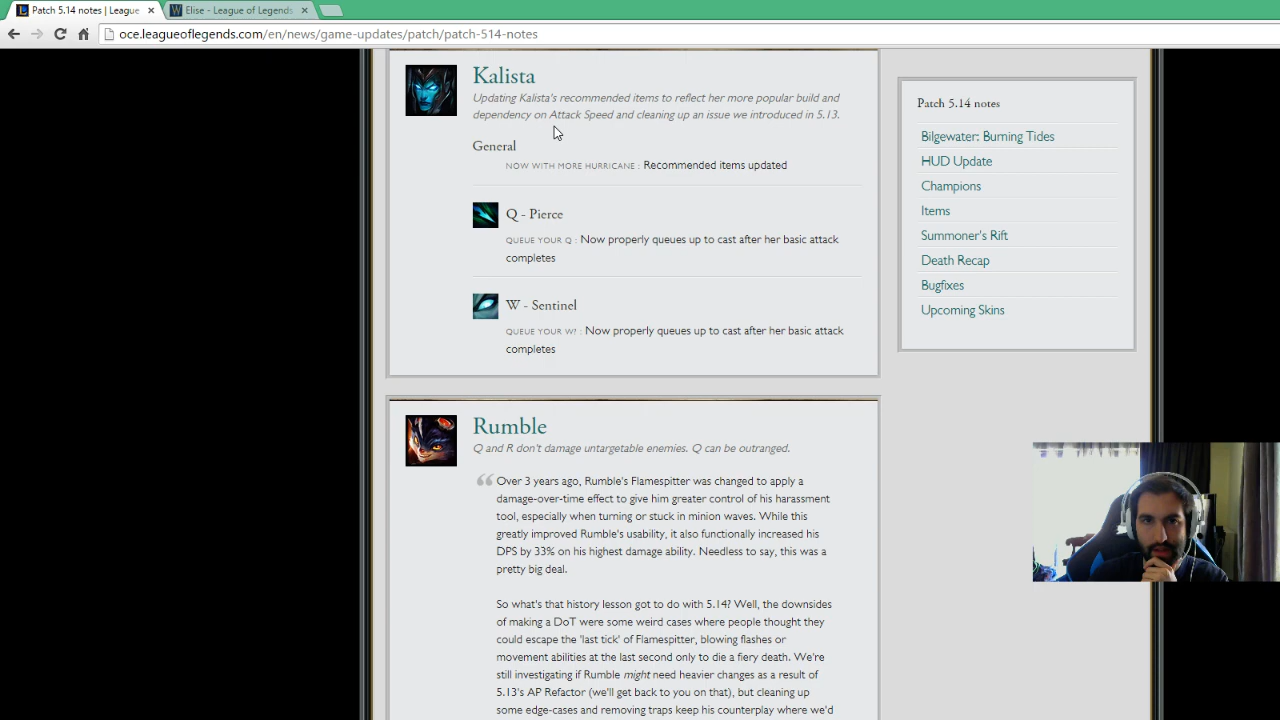 Patch 5.14 notes | League
Elise - League of Legends
oce.leagueoflegends.com/en/news/game-updates/patch/patch-514-notes
Kalista
Updating Kalista's recommended items to reflect her more popular build and
dependency on Attack Speed and cleaning up an issue we introduced in 5.13.
General
NOW WITH MORE HURRICANE : Recommended items updated
Q - Pierce
QUEUE YOUR Q : Now properly queues up to cast after her basic attack
completes
W - Sentinel
QUEUE YOUR W? : Now properly queues up to cast after her basic attack
completes
Rumble
Q and R don't damage untargetable enemies. Q can be outranged.
Over 3 years ago, Rumble's Flamespitter was changed to apply a
damage-over-time effect to give him greater control of his harassment
tool, especially when turning or stuck in minion waves. While this
greatly improved Rumble's usability, it also functionally increased his
DPS by 33% on his highest damage ability. Needless to say, this was a
pretty big deal.
So what's that history lesson got to do with 5.14? Well, the downsides
of making a DoT were some weird cases where people thought they
could escape the 'last tick' of Flamespitter, blowing flashes or
movement abilities at the last second only to die a fiery death. We're
still investigating if Rumble might need heavier changes as a result of
5.13's AP Refactor (we'll get back to you on that), but cleaning up
some edge-cases and removing traps keep his counterplay where we'd
Patch 5.14 notes
Bilgewater: Burning Tides
HUD Update
Champions
Items
Summoner's Rift
Death Recap
Bugfixes
Upcoming Skins